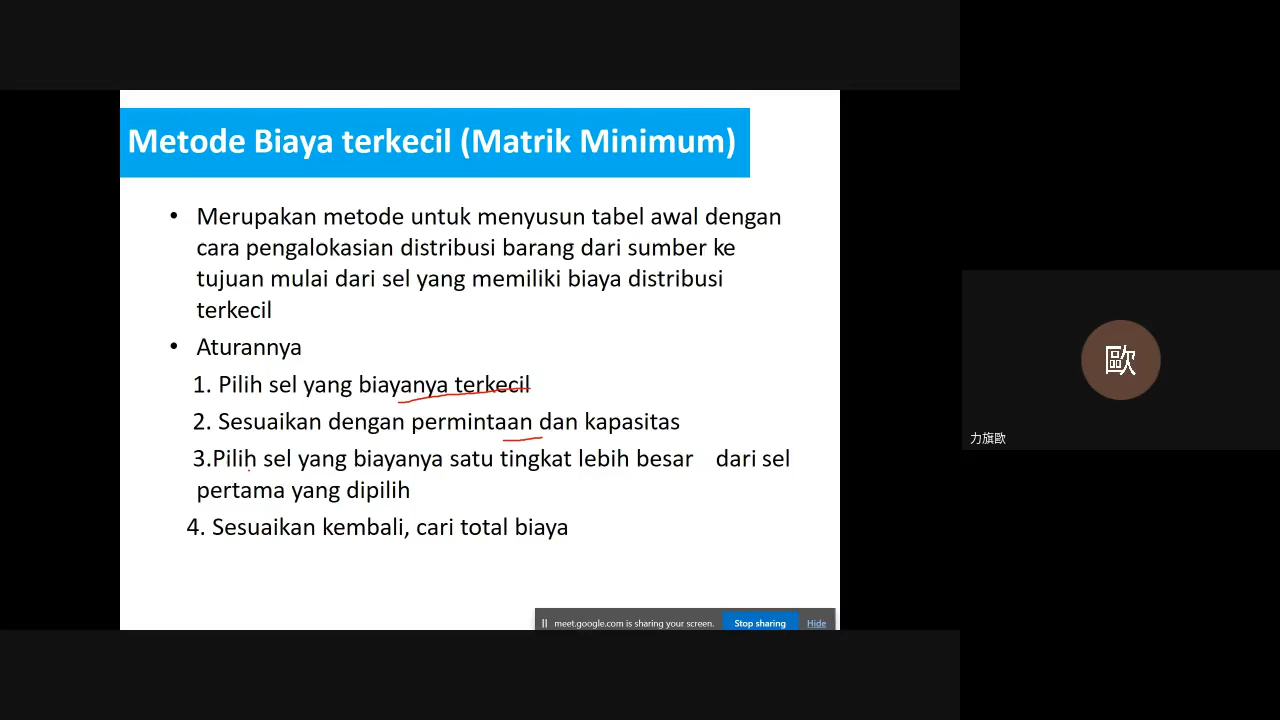 Metode Biaya terkecil (Matrik Minimum)
• Merupakan metode untuk menyusun tabel awal dengan
cara pengalokasian distribusi barang dari sumber ke
tujuan mulai dari sel yang memiliki biaya distribusi
terkecil
• Aturannya
1. Pilih sel yang biayanya terkecil
2. Sesuaikan dengan permintaan dan kapasitas
3.Pilih sel yang biayanya satu tingkat lebih besar dari sel
pertama yang dipilih
4. Sesuaikan kembali, cari total biaya
meet.google.com is sharing your screen. Stop sharing Hide
歐
力旗歐